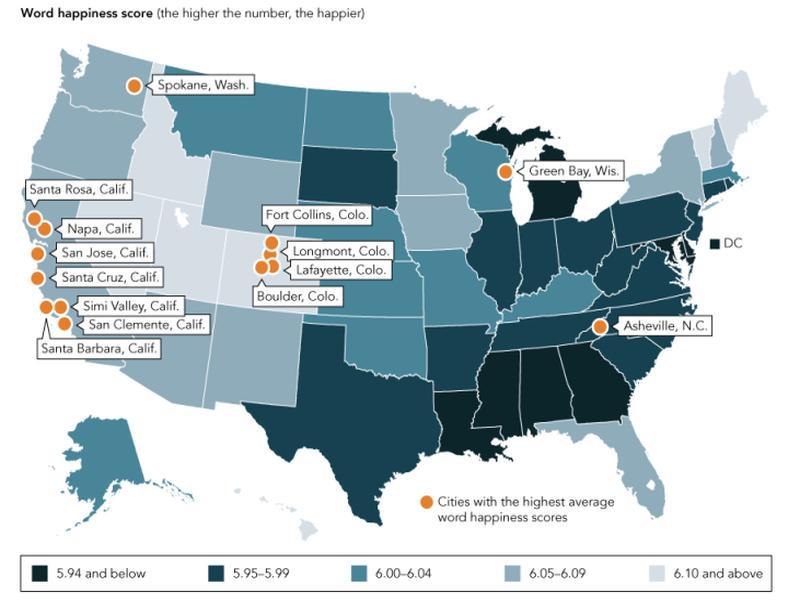 Word happiness score (the higher the number, the happier)
Spokane, Wash.
Green Bay, Wis.
Santa Rosa, Calif.
Fort Collins, Colo.
Napa, Calif.
DC
San Jose, Calif.
Longmont, Colo.
Santa Cruz, Calif.
Lafayette, Colo.
Boulder, Colo.
Simi Valley, Calif.
San Clemente, Calif.
Asheville, N.C.
Santa Barbara, Calif.
Cities with the highest average
word happiness scores
5.94 and below
5.95–5.99
6.00–6.04
6.05–6.09
6.10 and above